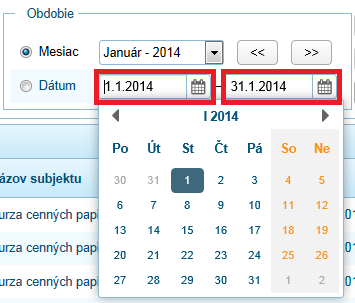 Obdobie
Mesiac Január - 2014 << >>
Dátum 1.1.2014 – 31.1.2014
I 2014
Po Út St Čt Pá So Ne
30 31 1 2 3 4 5
6 7 8 9 10 11 12
13 14 15 16 17 18 19
20 21 22 23 24 25 26
27 28 29 30 31 1 2
ázov subjektu
urza cenných pap
urza cenných pap
urza cenných pap